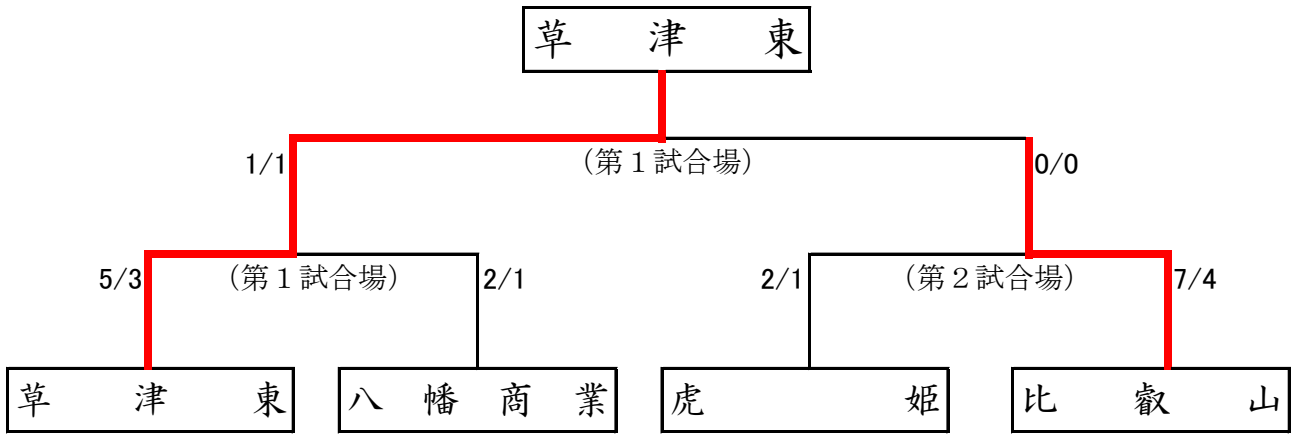 草津東
1/1 (第１試合場) 0/0
5/3 (第１試合場) 2/1 2/1 (第２試合場) 7/4
草津東 八幡商業 虎姫 比叡山